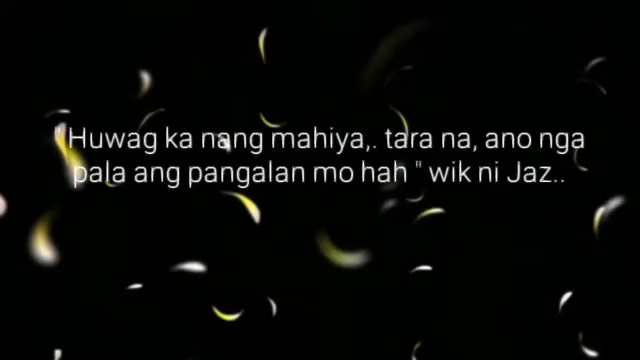 " Huwag ka nang mahiya,. tara na, ano nga
pala ang pangalan mo hah " wik ni Jaz..